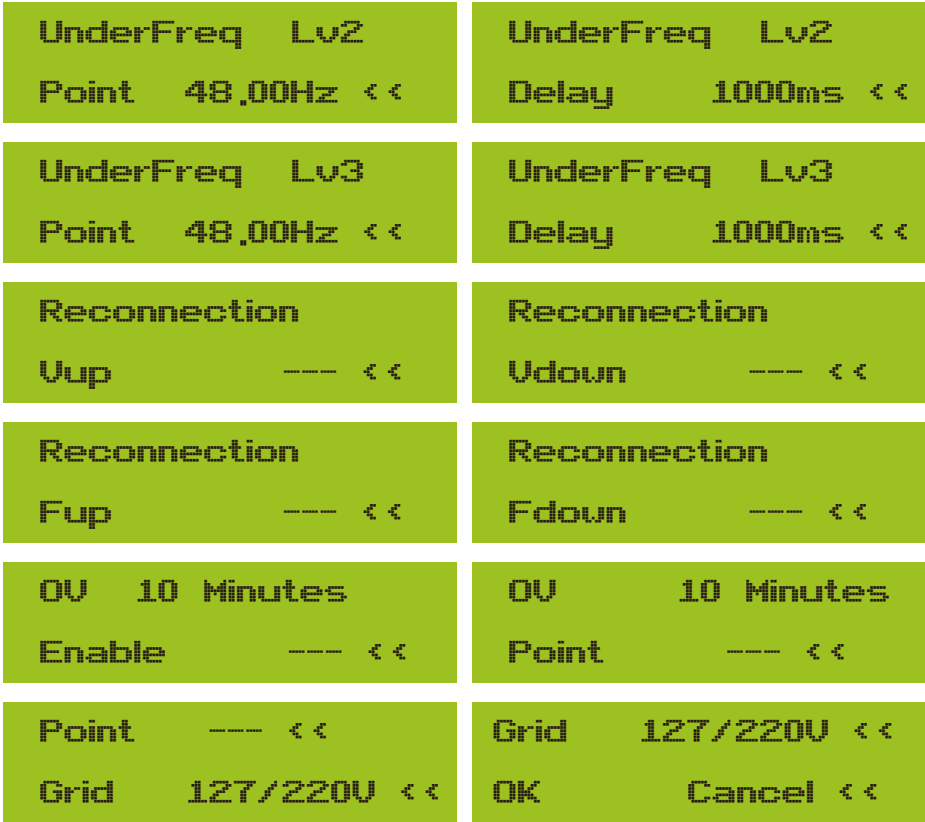 UnderFreq Lv2
Point 48.00Hz <<
UnderFreq Lv2
Delay 1000ms <<
UnderFreq Lv3
Point 48.00Hz <<
UnderFreq Lv3
Delay 1000ms <<
Reconnection
Vup --- <<
Reconnection
Vdown --- <<
Reconnection
Fup --- <<
Reconnection
Fdown --- <<
OV 10 Minutes
Enable --- <<
OV 10 Minutes
Point --- <<
Point --- <<
Grid 127/220V <<
Grid 127/220V <<
OK Cancel <<